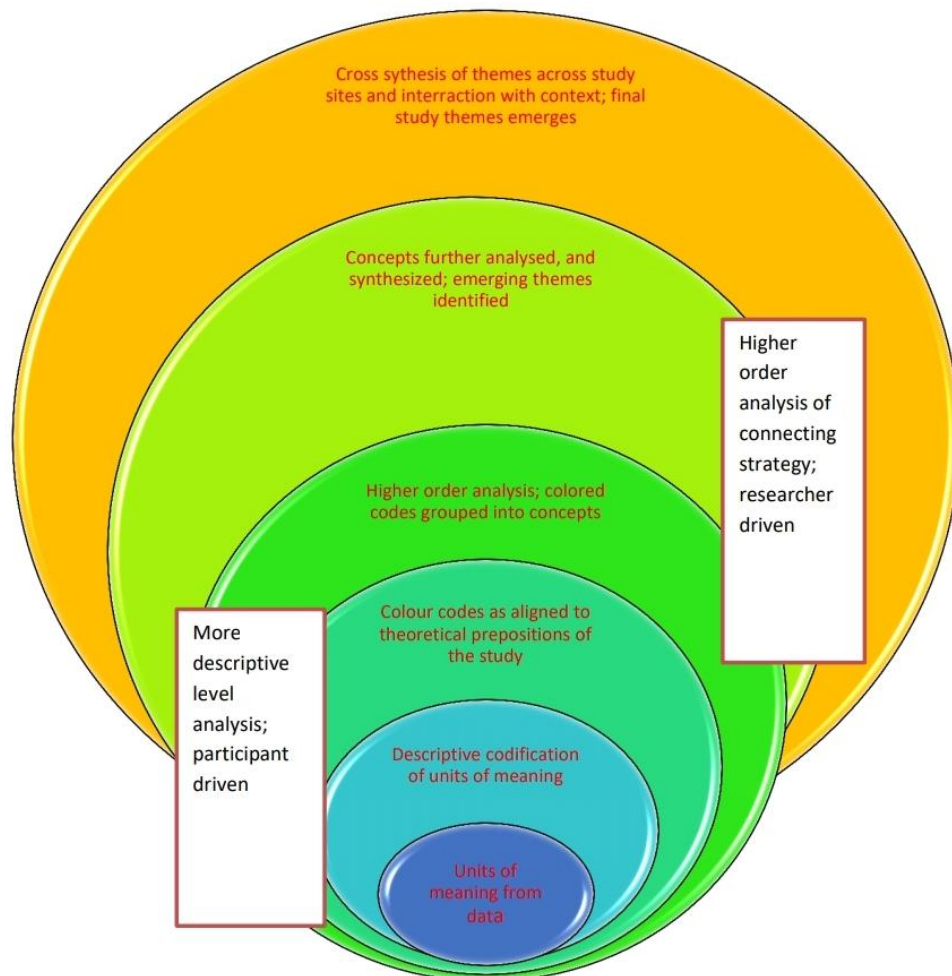 Cross sythesis of themes across study
sites and interraction with context; final
study themes emerges
Concepts further analysed, and
synthesized; emerging themes
identified
Higher
order
analysis of
connecting
strategy;
researcher
driven
Higher order analysis; colored
codes grouped into concepts
Colour codes as aligned to
theoretical prepositions of
the study
More
descriptive
level
analysis;
participant
driven
Descriptive codification
of units of meaning
Units of
meaning from
data